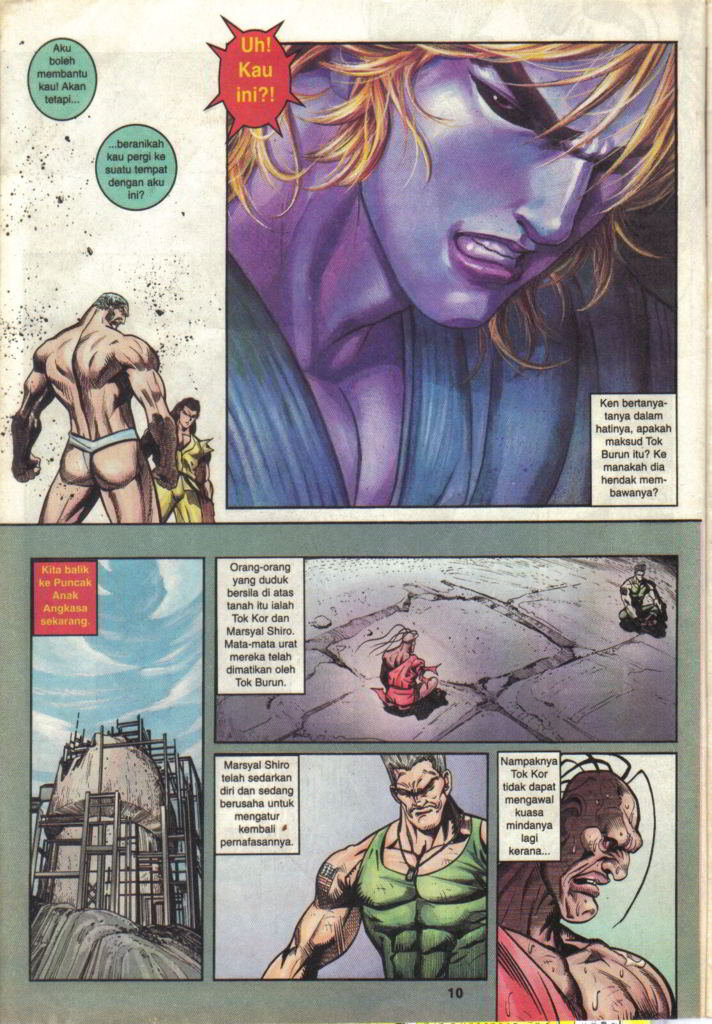 Aku
boleh
membantu
kau! Akan
tetapi...
...beranikah
kau pergi ke
suatu tempat
dengan aku
ini?
Uh!
Kau
ini?!
Ken bertanya-
tanya dalam
hatinya, apakah
maksud Tok
Burun itu? Ke
manakah dia
hendak mem-
bawanya?
Kita balik
ke Puncak
Anak
Angkasa
sekarang.
Orang-orang
yang duduk
bersila di atas
tanah itu ialah
Tok Kor dan
Marsyal Shiro.
Mata-mata urat
mereka telah
dimatikan oleh
Tok Burun.
Marsyal Shiro
telah sedarkan
diri dan sedang
berusaha untuk
mengatur
kembali
pernafasannya.
Nampaknya
Tok Kor
tidak dapat
mengawal
kuasa
mindanya
lagi
kerana...
10